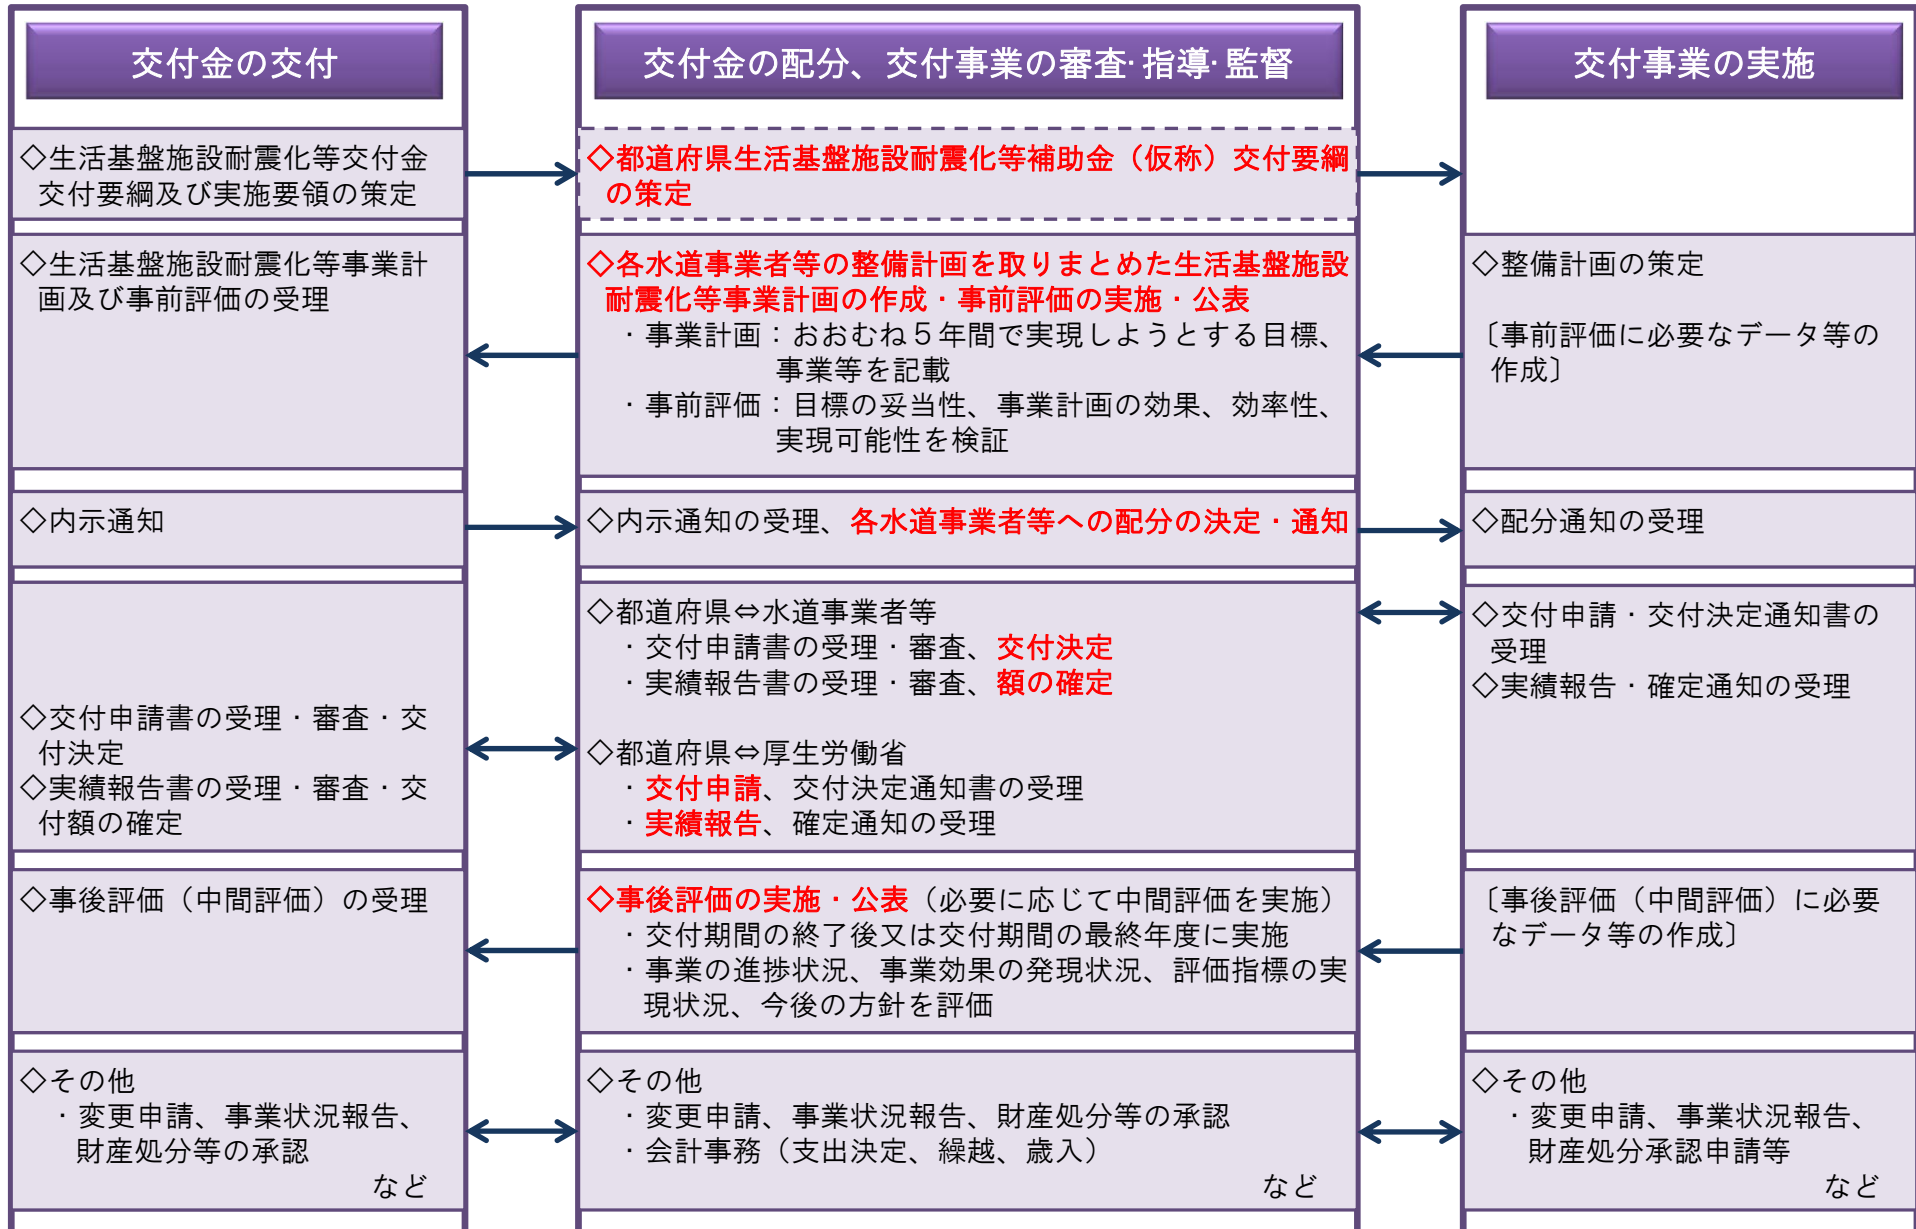 交付金の交付
交付金の配分、交付事業の審査・指導・監督
交付事業の実施
◇生活基盤施設耐震化等交付金
交付要綱及び実施要領の策定
◇都道府県生活基盤施設耐震化等補助金（仮称）交付要綱
の策定
◇生活基盤施設耐震化等事業計
画及び事前評価の受理
◇各水道事業者等の整備計画を取りまとめた生活基盤施設
耐震化等事業計画の作成・事前評価の実施・公表
・事業計画：おおむね５年間で実現しようとする目標、
事業等を記載
・事前評価：目標の妥当性、事業計画の効果、効率性、
実現可能性を検証
◇整備計画の策定
〔事前評価に必要なデータ等の
作成〕
◇内示通知
◇内示通知の受理、各水道事業者等への配分の決定・通知
◇配分通知の受理
◇交付申請書の受理・審査・交
付決定
◇実績報告書の受理・審査・交
付額の確定
◇都道府県⇔水道事業者等
・交付申請書の受理・審査、交付決定
・実績報告書の受理・審査、額の確定
◇都道府県⇔厚生労働省
・交付申請、交付決定通知書の受理
・実績報告、確定通知の受理
◇交付申請・交付決定通知書の
受理
◇実績報告・確定通知の受理
◇事後評価（中間評価）の受理
◇事後評価の実施・公表（必要に応じて中間評価を実施）
・交付期間の終了後又は交付期間の最終年度に実施
・事業の進捗状況、事業効果の発現状況、評価指標の実
現状況、今後の方針を評価
〔事後評価（中間評価）に必要
なデータ等の作成〕
◇その他
・変更申請、事業状況報告、
財産処分等の承認
など
◇その他
・変更申請、事業状況報告、財産処分等の承認
・会計事務（支出決定、繰越、歳入）
など
◇その他
・変更申請、事業状況報告、
財産処分承認申請等
など